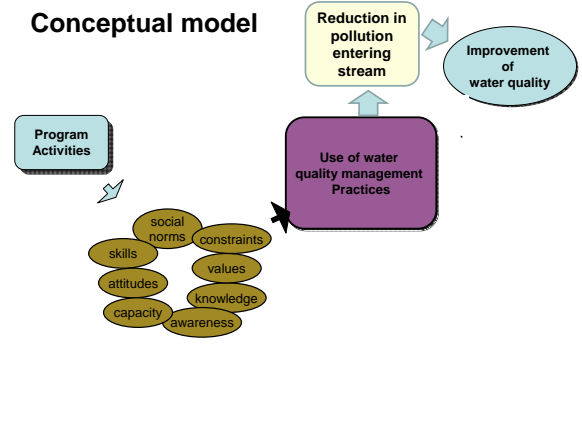 Conceptual model
Reduction in
pollution
entering
stream
Improvement
of
water quality
Program
Activities
Use of water
quality management
Practices
social
norms
constraints
skills
values
attitudes
knowledge
capacity
awareness